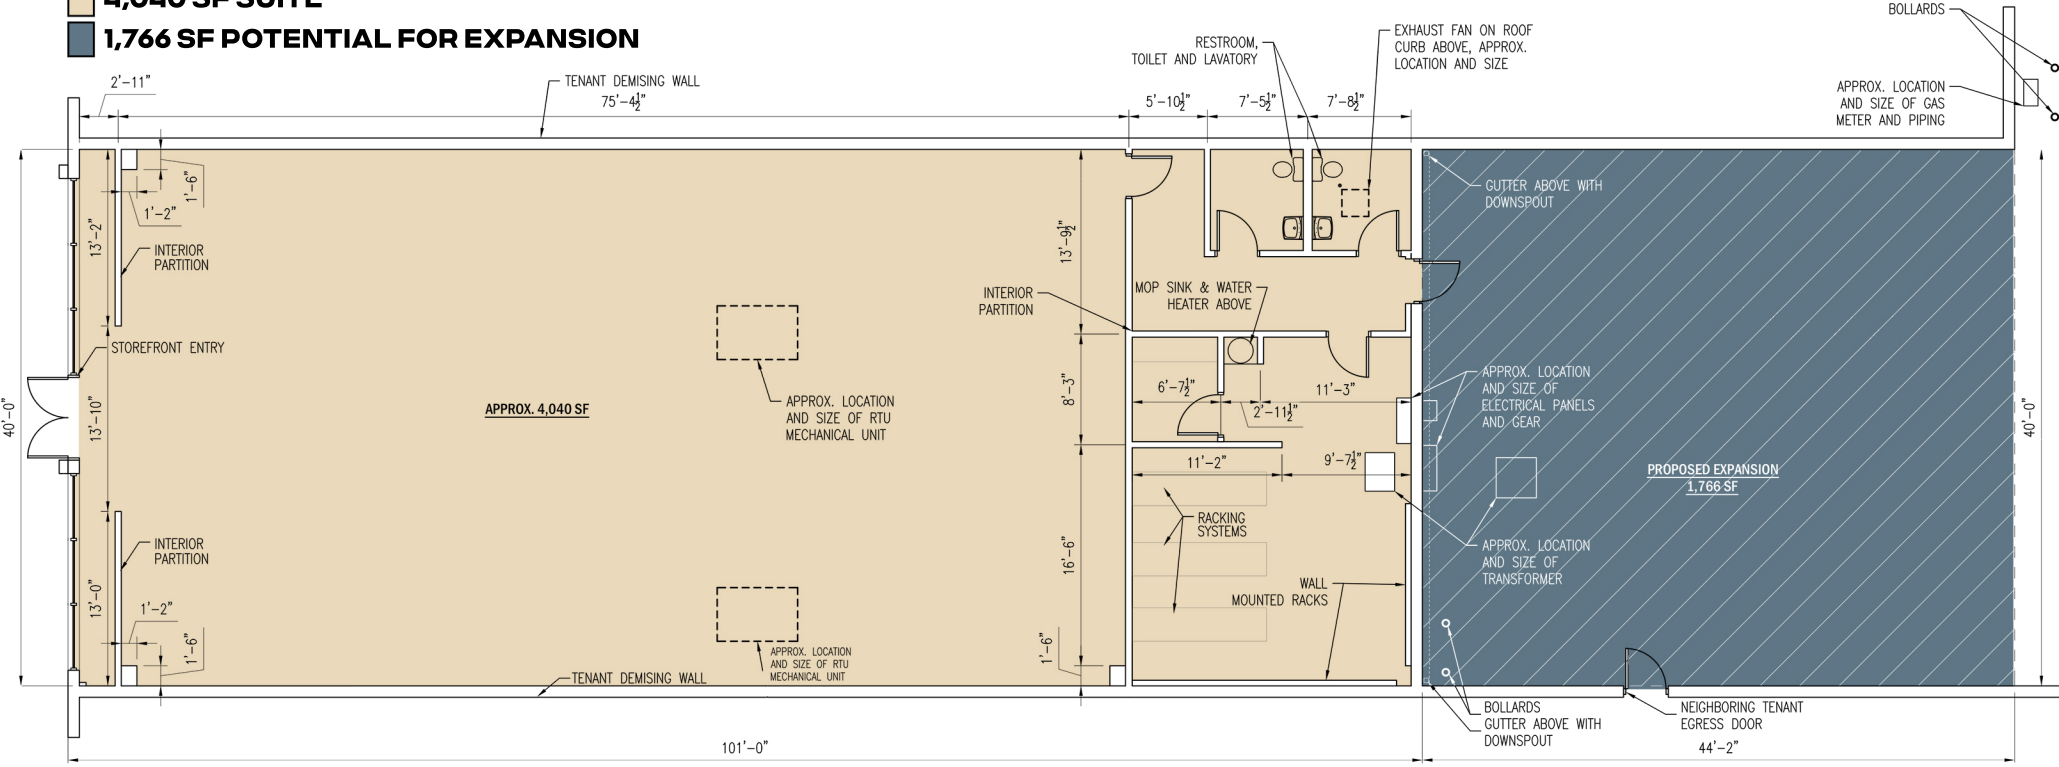 4,040 SF SUITE
1,766 SF POTENTIAL FOR EXPANSION
2'-11"
TENANT DEMISING WALL
75'-4½"
RESTROOM,
TOILET AND LAVATORY
EXHAUST FAN ON ROOF
CURB ABOVE, APPROX.
LOCATION AND SIZE
5'-10½"
7'-5½"
7'-8½"
BOLLARDS
APPROX. LOCATION
AND SIZE OF GAS
METER AND PIPING
1'-6"
1'-2"
13'-2"
INTERIOR
PARTITION
STOREFRONT ENTRY
40'-0"
13'-10"
APPROX. 4,040 SF
APPROX. LOCATION
AND SIZE OF RTU
MECHANICAL UNIT
INTERIOR
PARTITION
13'-0"
1'-2"
1'-6"
APPROX. LOCATION
AND SIZE OF RTU
MECHANICAL UNIT
TENANT DEMISING WALL
13'-9½"
INTERIOR
PARTITION
MOP SINK & WATER
HEATER ABOVE
8'-3"
6'-7½"
2'-11½"
11'-3"
11'-2"
9'-7½"
RACKING
SYSTEMS
16'-6"
1'-6"
WALL
MOUNTED RACKS
GUTTER ABOVE WITH
DOWNSPOUT
APPROX. LOCATION
AND SIZE OF
ELECTRICAL PANELS
AND GEAR
PROPOSED EXPANSION
1,766 SF
APPROX. LOCATION
AND SIZE OF
TRANSFORMER
40'-0"
BOLLARDS
GUTTER ABOVE WITH
DOWNSPOUT
NEIGHBORING TENANT
EGRESS DOOR
101'-0"
44'-2"